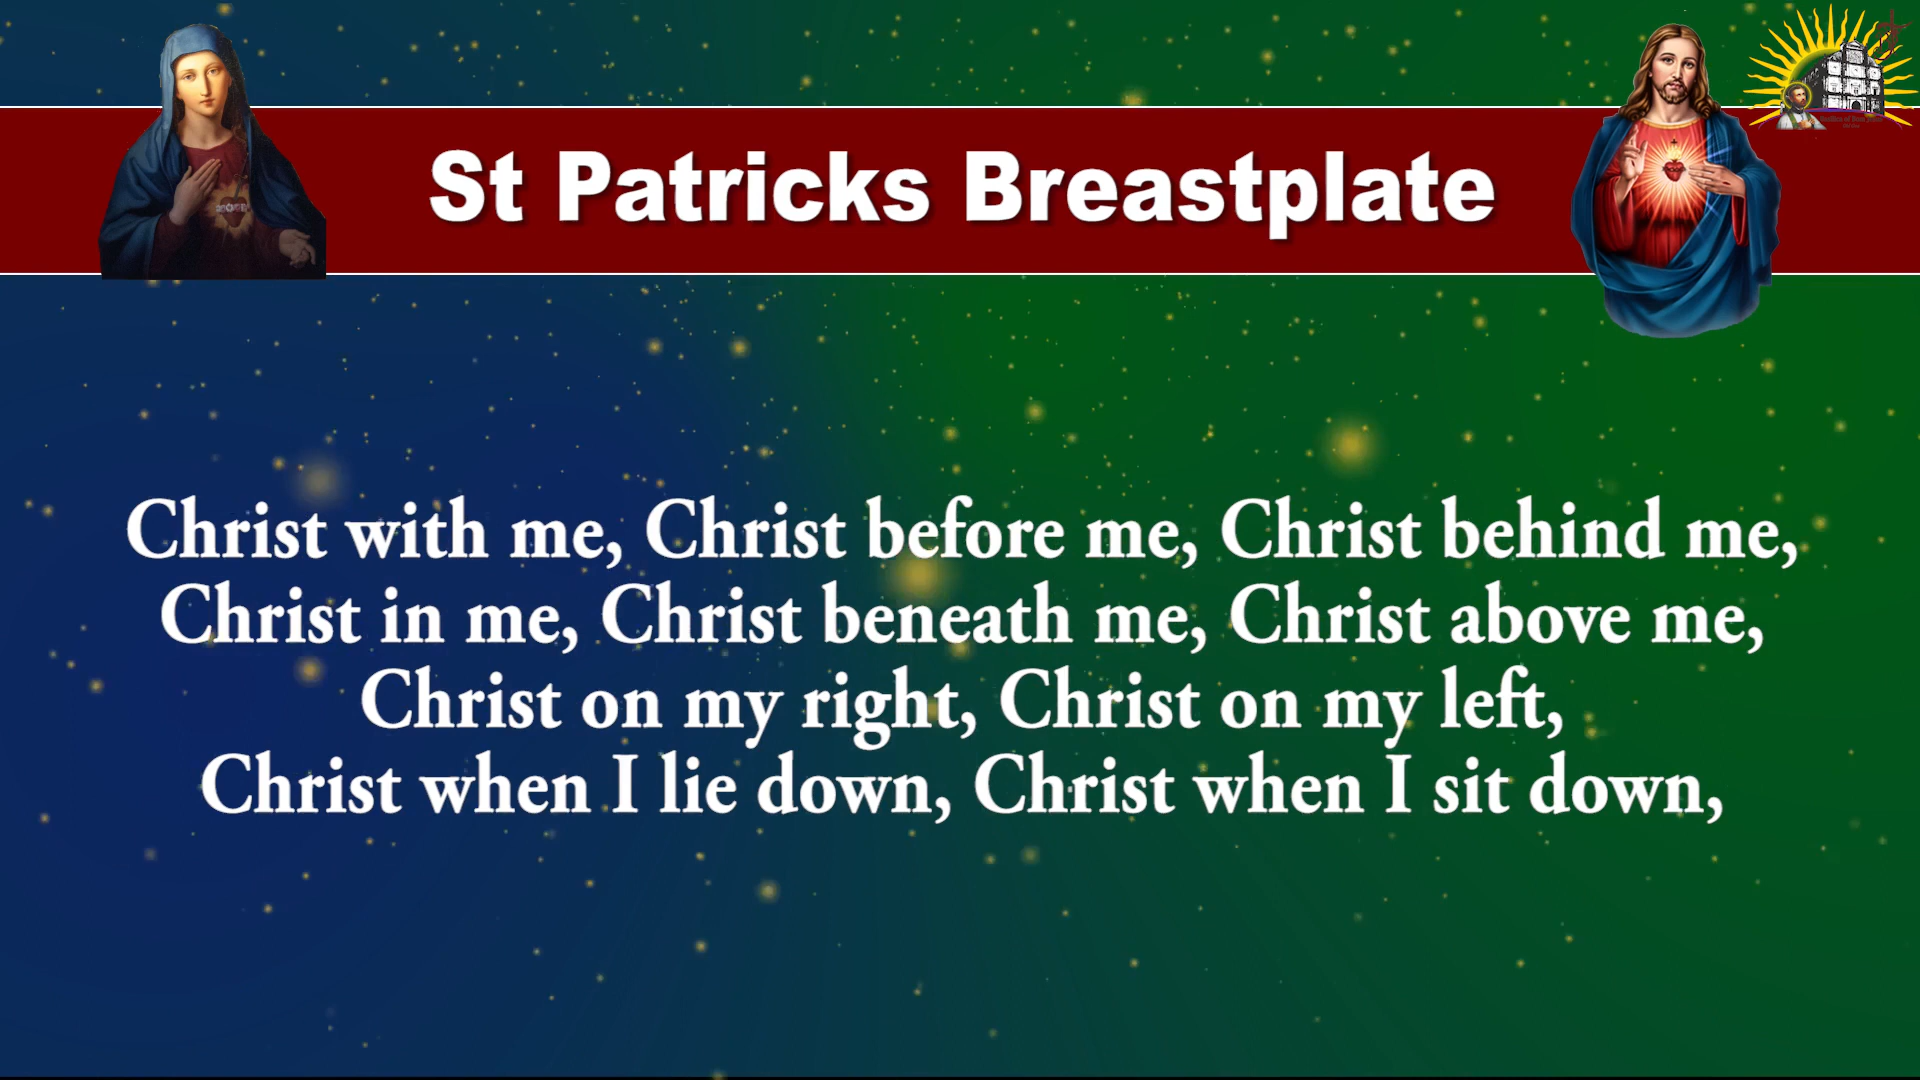 St Patricks Breastplate
Christ with me, Christ before me, Christ behind me,
Christ in me, Christ beneath me, Christ above me,
Christ on my right, Christ on my left,
Christ when I lie down, Christ when I sit down,